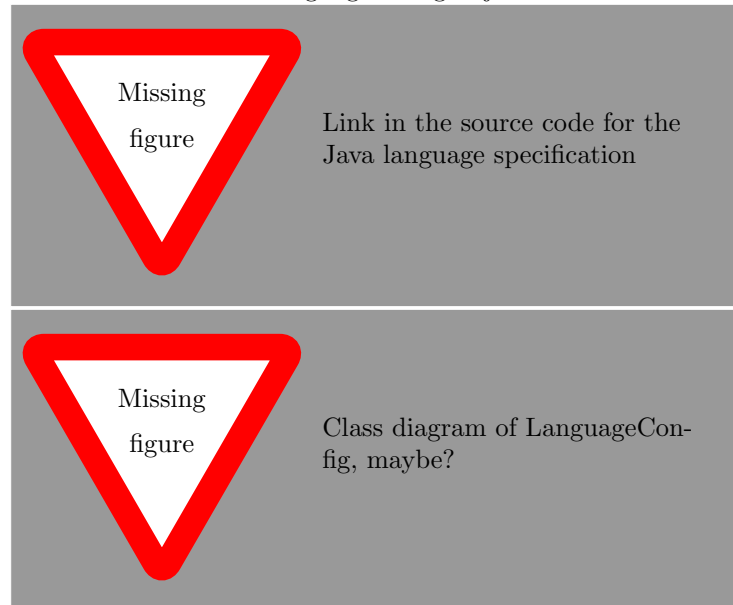 Missing
figure
Link in the source code for the
Java language specification
Missing
figure
Class diagram of LanguageCon-
fig, maybe?